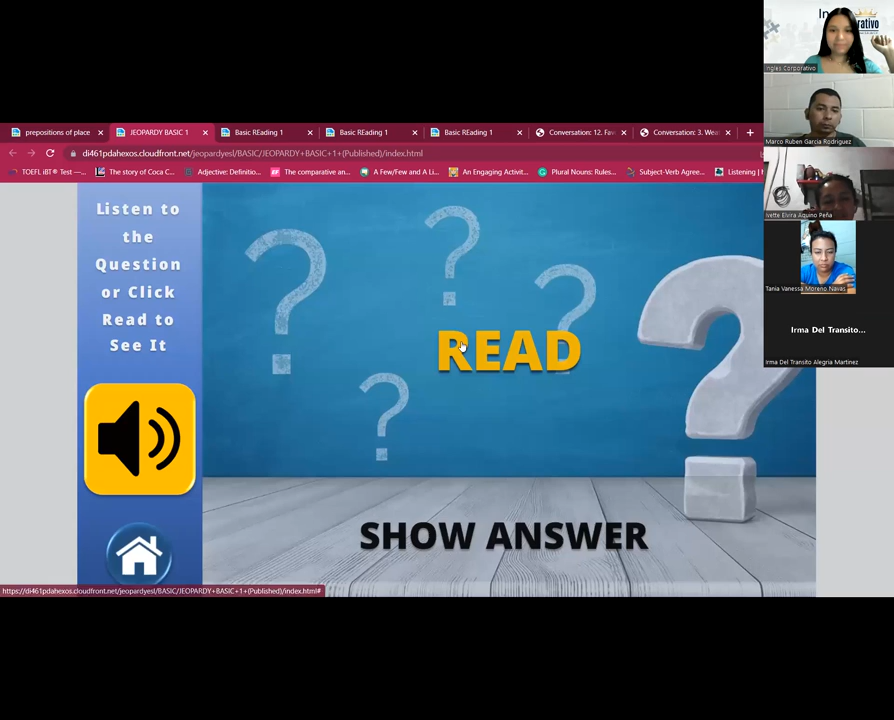 prepositions of place
JEOPARDY BASIC 1
Basic REading 1
Basic REading 1
Basic REading 1
Conversation: 12. Fav
Conversation: 3. Wea
di461pdahexos.cloudfront.net/jeopardyesl/BASIC/JEOPARDY+BASIC+1+(Published)/index.html
TOEFL iBT® Test —...
The story of Coca C...
Adjective: Definitio...
The comparative an...
A Few/Few and A Li...
An Engaging Activit...
Plural Nouns: Rules...
Subject-Verb Agree...
Listening |
Listen to
the
Question
or Click
Read to
See It
READ
SHOW ANSWER
https://di461pdahexos.cloudfront.net/jeopardyesl/BASIC/JEOPARDY+BASIC+1+(Published)/index.html#
Ingles Corporativo
Marco Ruben Garcia Rodriguez
Ivette Elvira Aquino Peña
Tania Vanessa Moreno Navas
Irma Del Transito...
Irma Del Transito Alegria Martinez